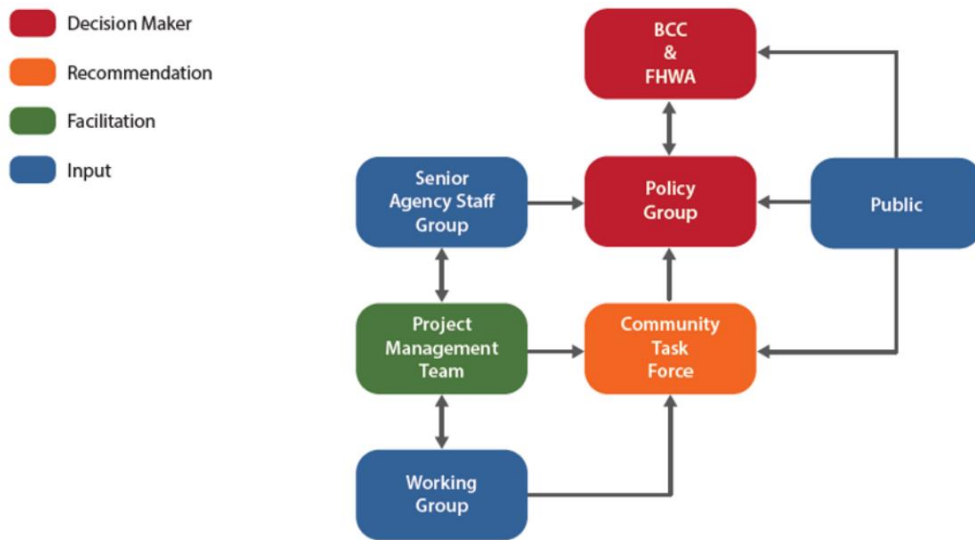 Decision Maker
Recommendation
Facilitation
Input
BCC
&
FHWA
Senior
Agency Staff
Group
Policy
Group
Public
Project
Management
Team
Community
Task
Force
Working
Group